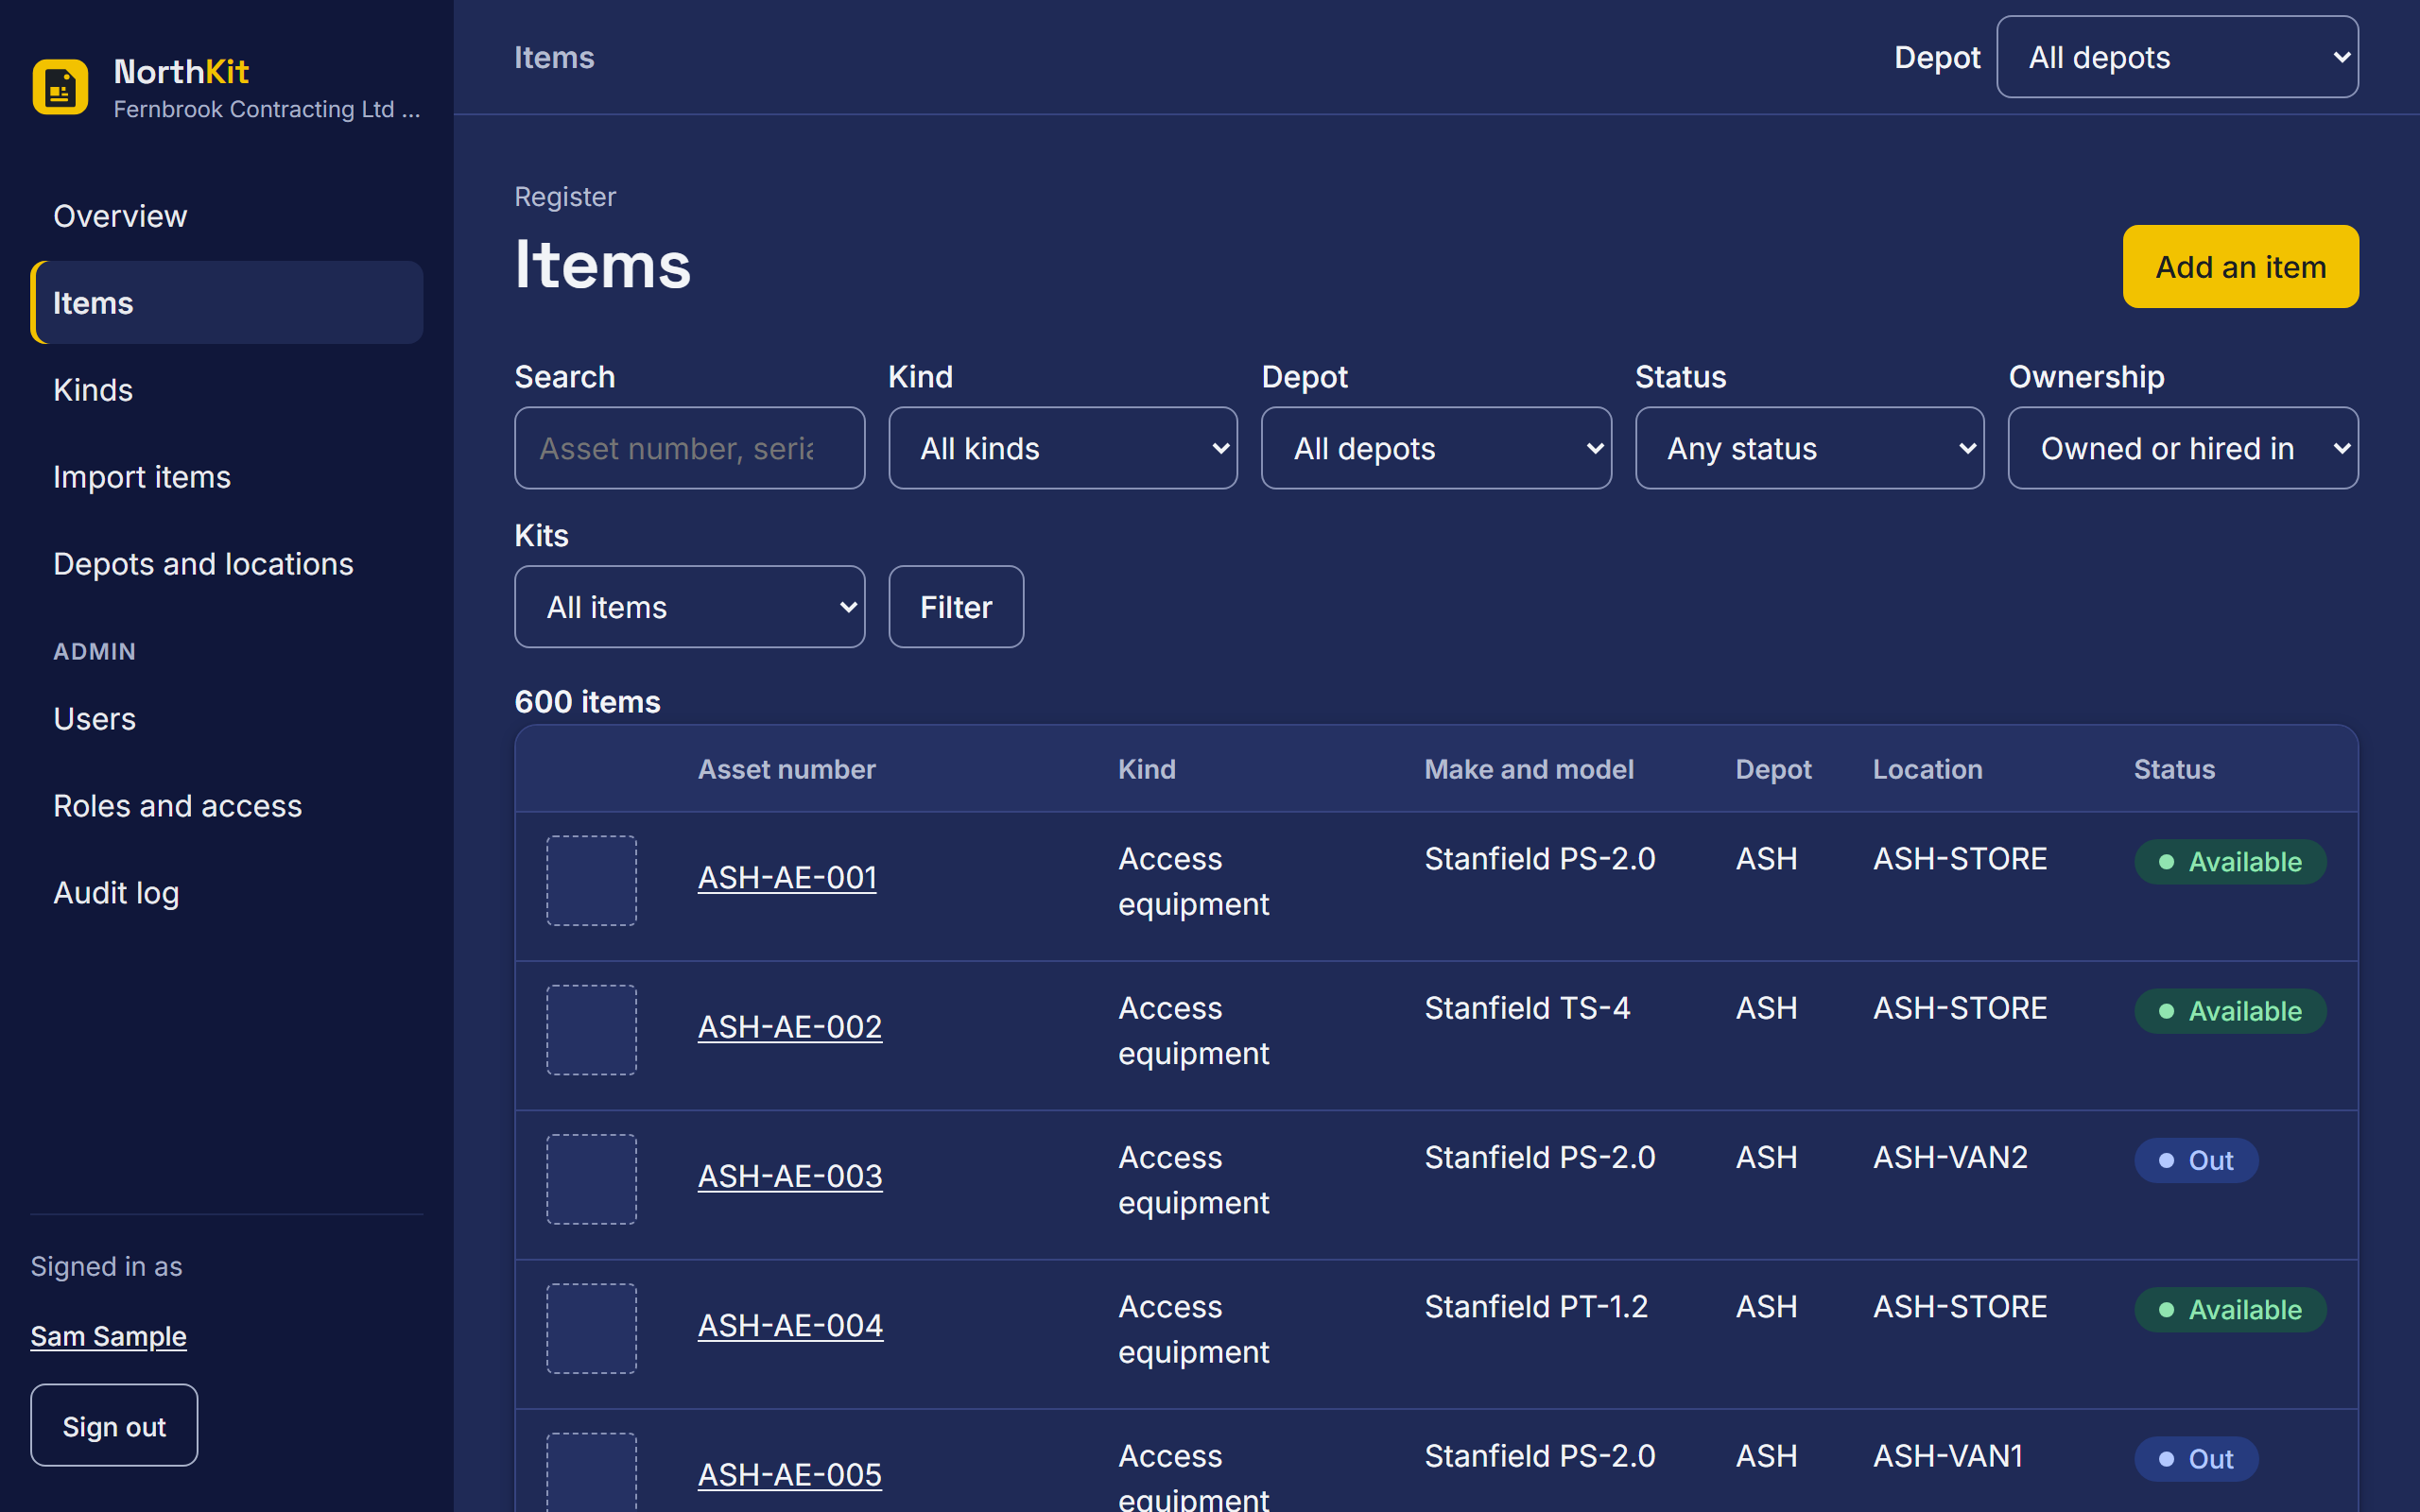 NorthKit
Fernbrook Contracting Ltd ...
Overview
Items
Kinds
Import items
Depots and locations
ADMIN
Users
Roles and access
Audit log
Signed in as
Sam Sample
Sign out
Items
Depot All depots
Register
Items
Add an item
Search Kind Depot Status Ownership
Asset number, seria All kinds All depots Any status Owned or hired in
Kits
All items Filter
600 items
Asset number Kind Make and model Depot Location Status
ASH-AE-001 Access equipment Stanfield PS-2.0 ASH ASH-STORE Available
ASH-AE-002 Access equipment Stanfield TS-4 ASH ASH-STORE Available
ASH-AE-003 Access equipment Stanfield PS-2.0 ASH ASH-VAN2 Out
ASH-AE-004 Access equipment Stanfield PT-1.2 ASH ASH-STORE Available
ASH-AE-005 Access equipment Stanfield PS-2.0 ASH ASH-VAN1 Out